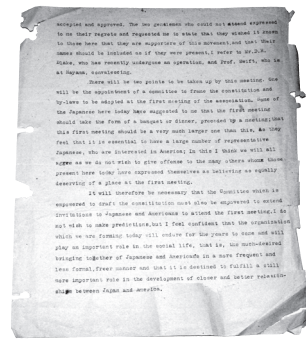 accepted and approved. The two gentlemen who could not attend expressed
to me their regrets and requested me to state that they wished it known
to those here that they are supporters of this movement, and that their
names should be included as if they were present. I refer to Mr. D.H.
Blake, who has recently undergone an operation, and Prof. Swift, who is
at Hayama, convalescing.
There will be two points to be taken up by this meeting. One
will be the appointment of a committee to frame the constitution and
by-laws to be adopted at the first meeting of the association. Some of
the Japanese here today have suggested to me that the first meeting
should take the form of a banquet or dinner, preceded by a meeting; that
this first meeting should be a very much larger one than this, as they
feel that it is essential to have a large number of representative
Japanese, who are interested in America; In this I think we will all
agree as we do not wish to give offense to the many others whom those
present here today have expressed themselves as believing as equally
deserving of a place at the first meeting.
It will therefore be necessary that the Committee which is
empowered to draft the constitution must also be empowered to extend
invitations to Japanese and Americans to attend the first meeting. I do
not wish to make predictions, but I feel confident that the organization
which we are forming today will endure for the years to come and will
play an important role in the social life, that is, the much-desired
bringing together of Japanese and Americans in a more frequent and
less formal, freer manner and that it is destined to fulfill a still
more important role in the development of closer and better relation-
ships between Japan and America.